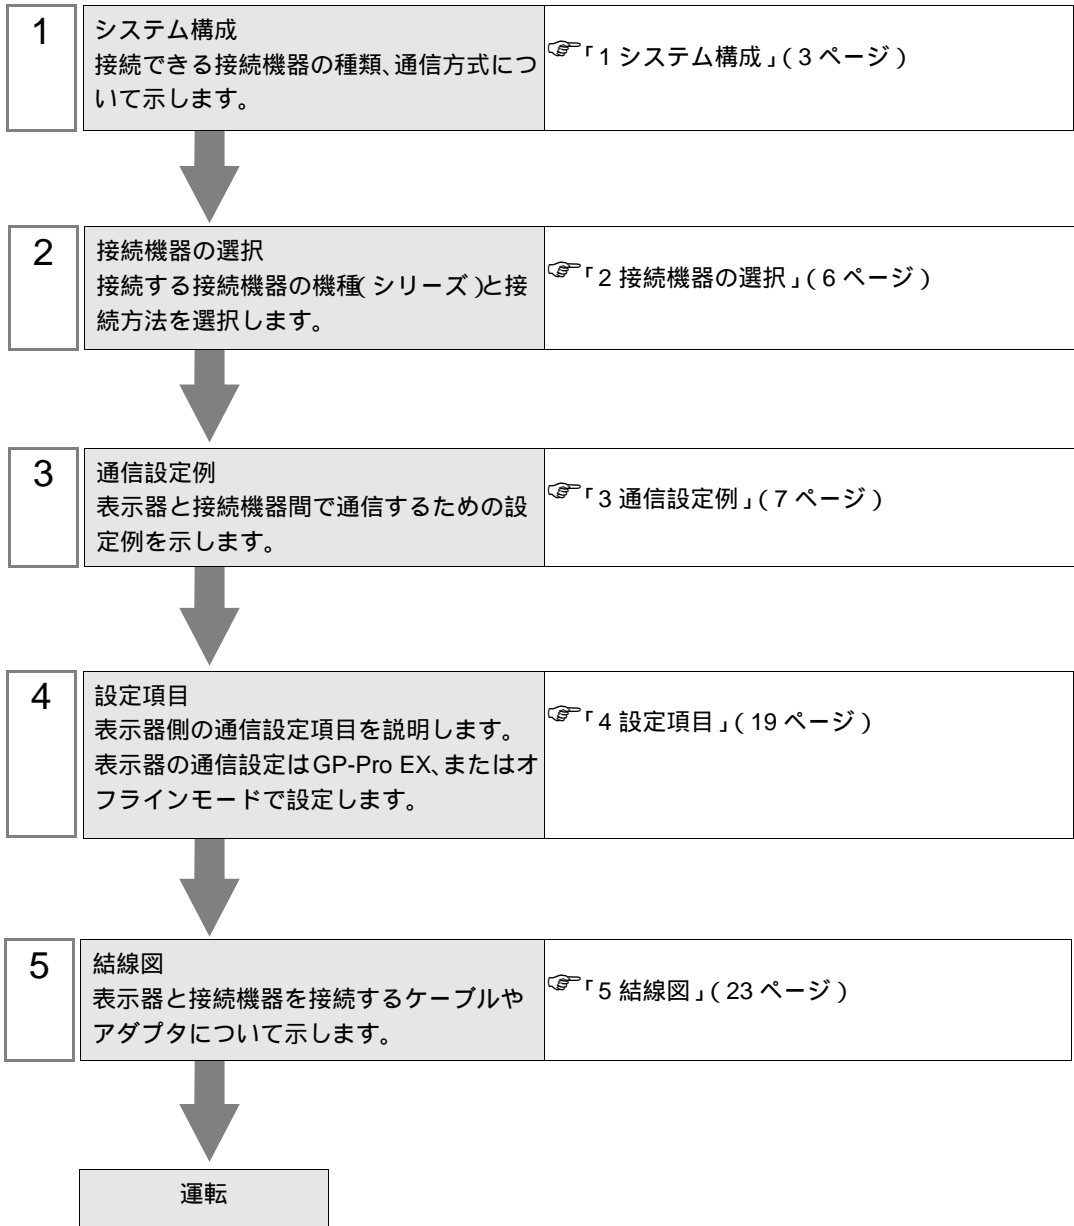 1
システム構成
接続できる接続機器の種類、通信方式につ
いて示します。
☞「1 システム構成」( 3 ページ )
2
接続機器の選択
接続する接続機器の機種( シリーズ )と接
続方法を選択します。
☞「2 接続機器の選択」( 6 ページ )
3
通信設定例
表示器と接続機器間で通信するための設
定例を示します。
☞「3 通信設定例」( 7 ページ )
4
設定項目
表示器側の通信設定項目を説明します。
表示器の通信設定はGP-Pro EX、またはオ
フラインモードで設定します。
☞「4 設定項目」( 19 ページ )
5
結線図
表示器と接続機器を接続するケーブルや
アダプタについて示します。
☞「5 結線図」( 23 ページ )
運転